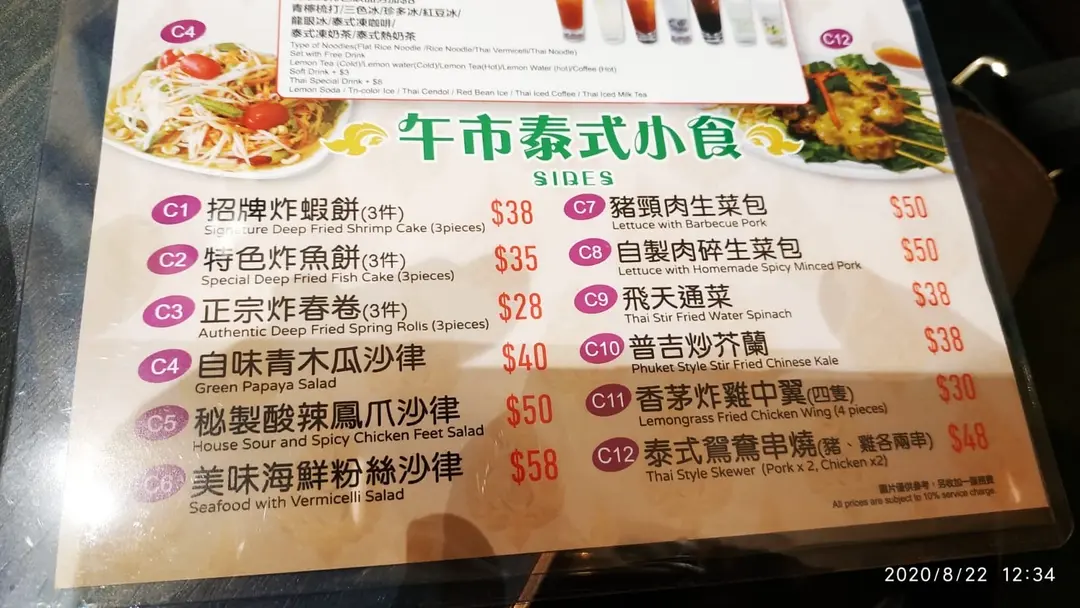 青檸梳打/三色冰/珍多冰/紅豆冰/
龍眼冰/泰式凍咖啡/
泰式凍奶茶/泰式熱奶茶
Type of Noodles(Flat Rice Noodle /Rice Noodle/Thai Vermicelli/Thai Noodle)
Set with Free Drink
Lemon Tea (Cold)/Lemon water(Cold)/Lemon Tea(Hot)/Lemon Water (hot)/Coffee (Hot)
Soft Drink + $3
Thai Special Drink + $8
Lemon Soda / Tri-color Ice / Thai Cendol / Red Bean Ice / Thai Iced Coffee / Thai Iced Milk Tea
C4
C12
午市泰式小食
SIDES
C1 招牌炸蝦餅(3件) $38
Signature Deep Fried Shrimp Cake (3pieces)
C2 特色炸魚餅(3件) $35
Special Deep Fried Fish Cake (3pieces)
C3 正宗炸春卷(3件) $28
Authentic Deep Fried Spring Rolls (3pieces)
C4 自味青木瓜沙律 $40
Green Papaya Salad
C5 秘製酸辣鳳爪沙律 $50
House Sour and Spicy Chicken Feet Salad
C6 美味海鮮粉絲沙律 $58
Seafood with Vermicelli Salad
C7 豬頸肉生菜包 $50
Lettuce with Barbecue Pork
C8 自製肉碎生菜包 $50
Lettuce with Homemade Spicy Minced Pork
C9 飛天通菜 $38
Thai Stir Fried Water Spinach
C10 普吉炒芥蘭 $38
Phuket Style Stir Fried Chinese Kale
C11 香茅炸雞中翼(四隻) $30
Lemongrass Fried Chicken Wing (4 pieces)
C12 泰式鴛鴦串燒(豬、雞各兩串) $48
Thai Style Skewer (Pork x 2, Chicken x2)
圖片僅供參考，另收加一服務費
All prices are subject to 10% service charge
2020/8/22 12:34